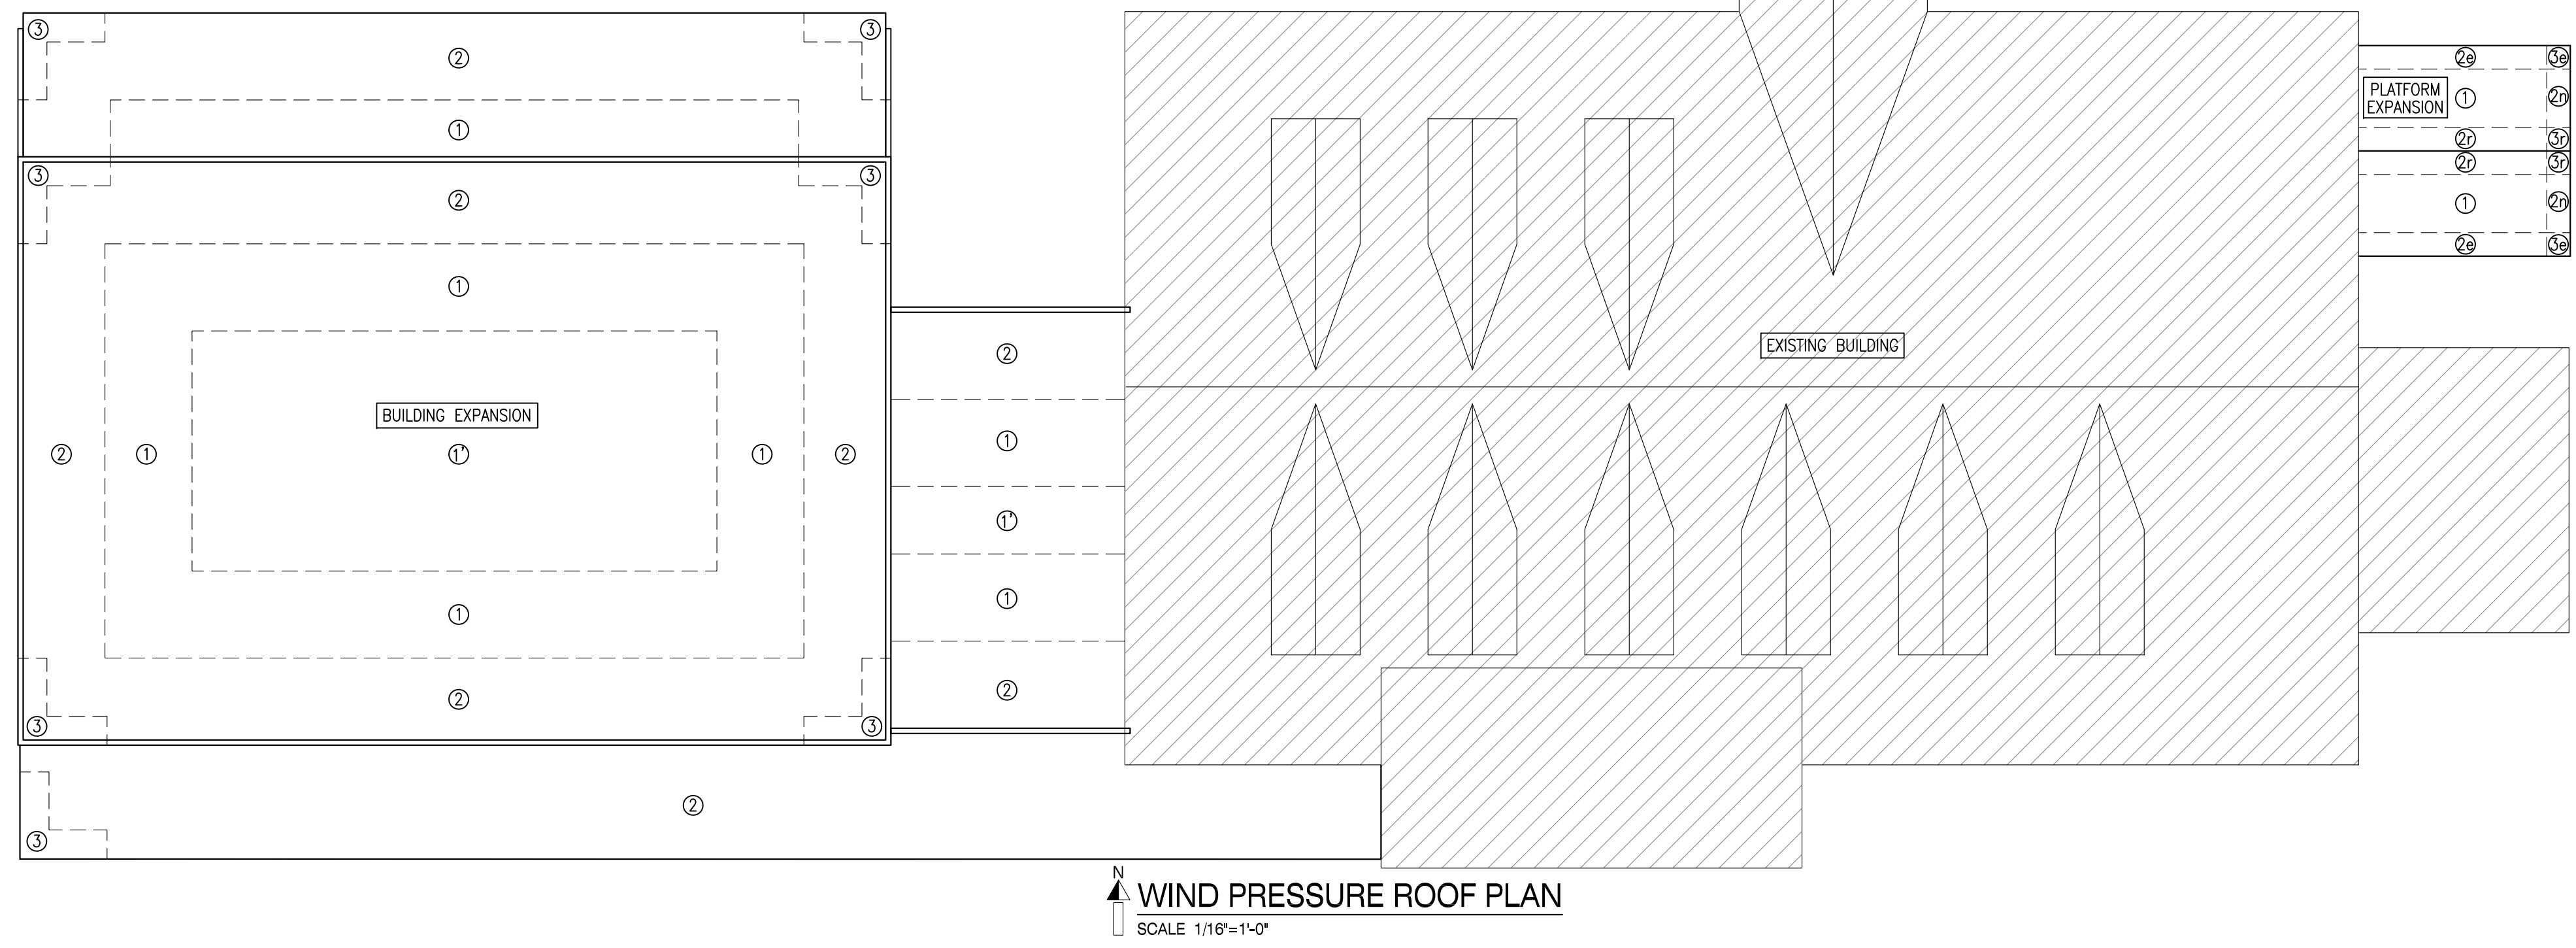 3
3
2
1
3
3
2
1
BUILDING EXPANSION
2
1
1'
1
2
1
2
3
3
2
3
2
1
1'
1
2
EXISTING BUILDING
2e
3e
PLATFORM
EXPANSION
1
2n
2r
3r
2r
3r
1
2n
2e
3e
N
WIND PRESSURE ROOF PLAN
SCALE 1/16"=1'-0"